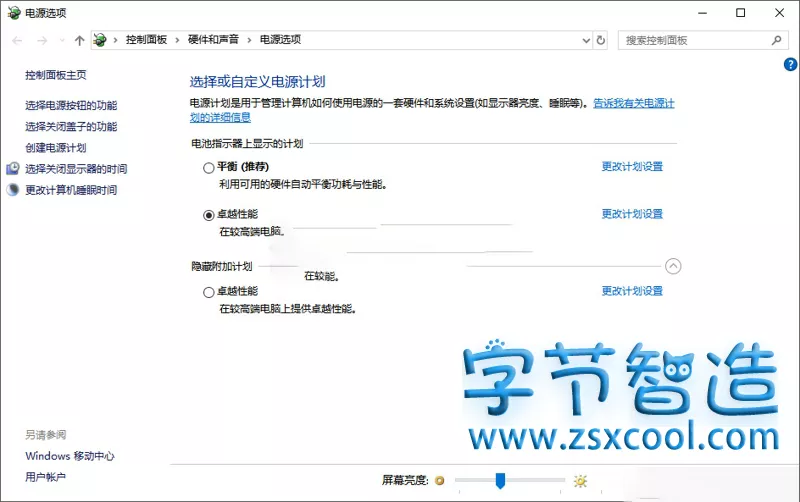 电源选项
控制面板
硬件和声音
电源选项
搜索控制面板
控制面板主页
选择电源按钮的功能
选择关闭盖子的功能
创建电源计划
选择关闭显示器的时间
更改计算机睡眠时间
选择或自定义电源计划
电源计划是用于管理计算机如何使用电源的一套硬件和系统设置(如显示器亮度、睡眠等)。告诉我有关电源计
划的详细信息
电池指示器上显示的计划
平衡 (推荐) 更改计划设置
利用可用的硬件自动平衡功耗与性能。
卓越性能 更改计划设置
在较高端电脑。
隐藏附加计划
在较能。
卓越性能 更改计划设置
在较高端电脑上提供卓越性能。
字节智造
www.zsxcool.com
另请参阅
Windows 移动中心
用户帐户
屏幕亮度: